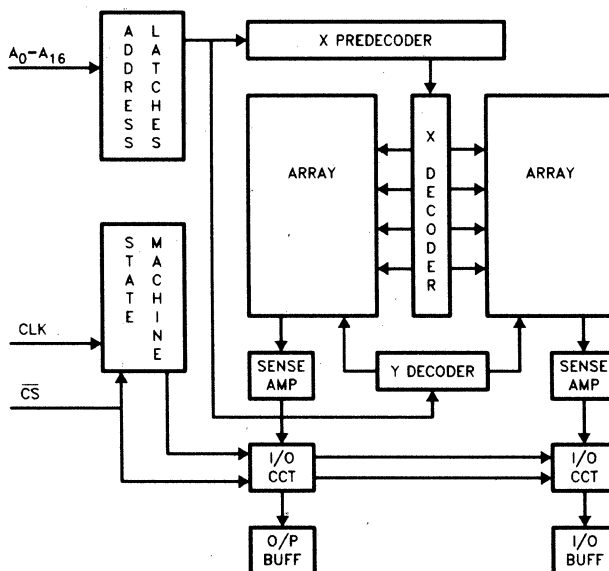 A0-A16
ADDRESS
LATCHES
X PREDECODER
ARRAY
X DECODER
ARRAY
STATE
MACHINE
CLK
CS
SENSE
AMP
Y DECODER
SENSE
AMP
I/O
CCT
I/O
CCT
O/P
BUFF
I/O
BUFF